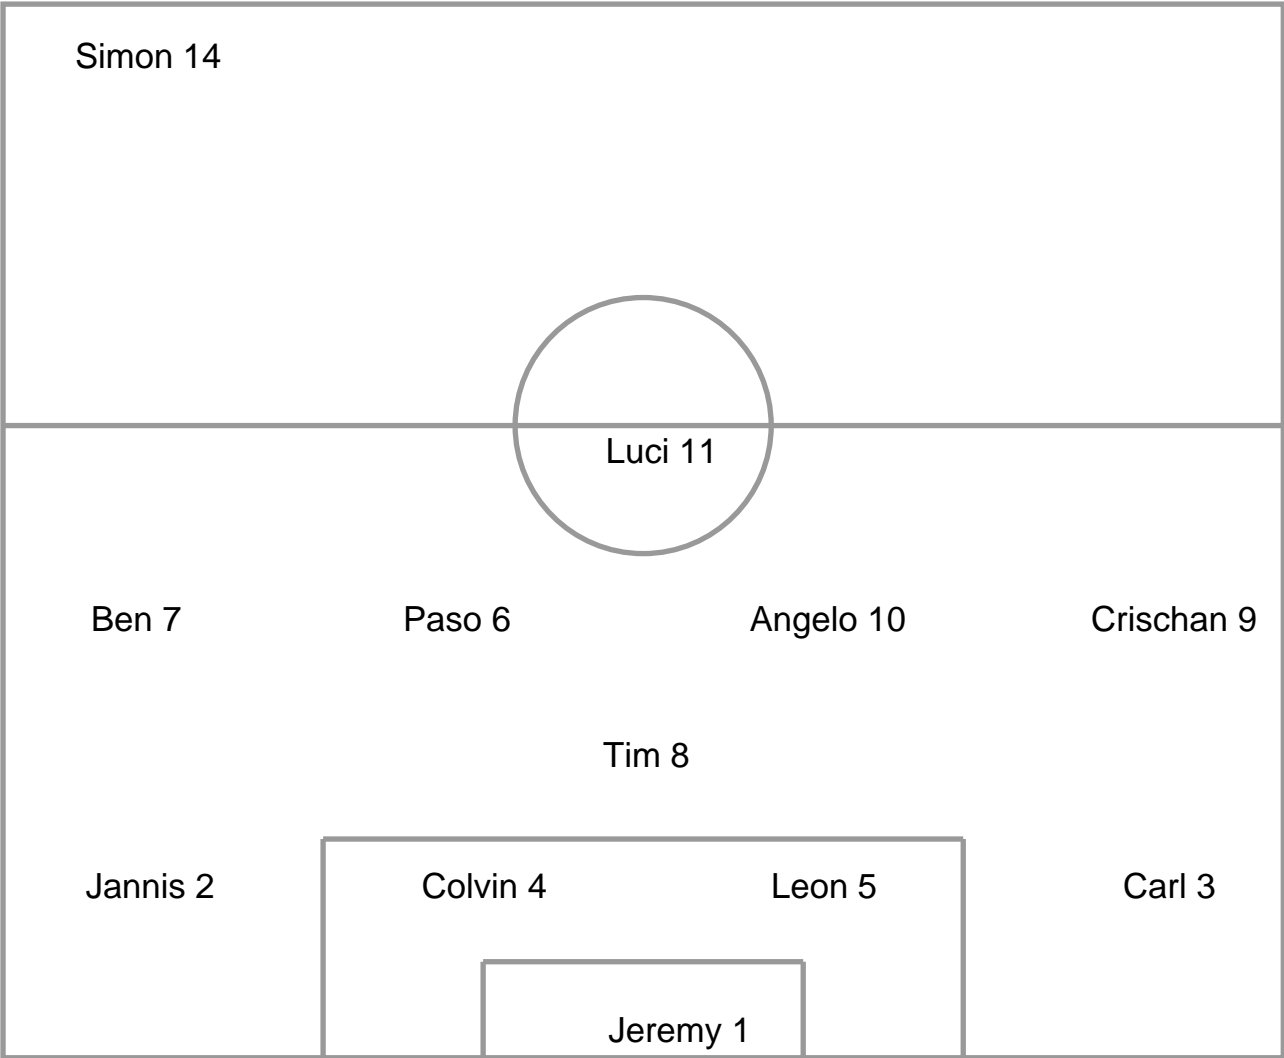 Simon 14
Luci 11
Ben 7
Paso 6
Angelo 10
Crischan 9
Tim 8
Jannis 2
Colvin 4
Leon 5
Carl 3
Jeremy 1